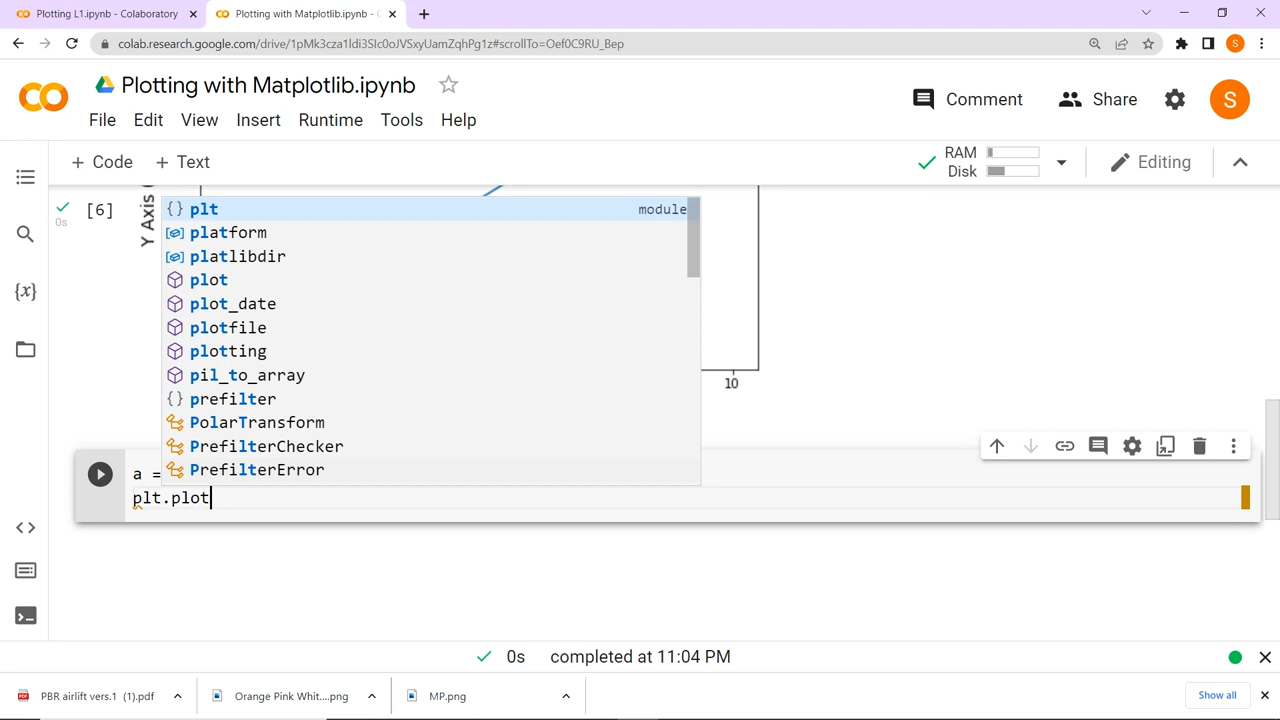 Plotting L1.ipynb - Colaboratory
Plotting with Matplotlib.ipynb - C
colab.research.google.com/drive/1pMk3cza1ldi3SIc0oJVSxyUamZqhPg1z#scrollTo=Oef0C9RU_Bep
S
Plotting with Matplotlib.ipynb
Comment
Share
S
File Edit View Insert Runtime Tools Help
+ Code + Text
RAM
Disk
Editing
[6]
0s
Y Axis
plt module
platform
platlibdir
plot
plot_date
plotfile
plotting
pil_to_array
prefilter
PolarTransform
PrefilterChecker
PrefilterError
10
{x}
a =
plt.plot
0s completed at 11:04 PM
PBR airlift vers.1 (1).pdf
Orange Pink Whit....png
MP.png
Show all